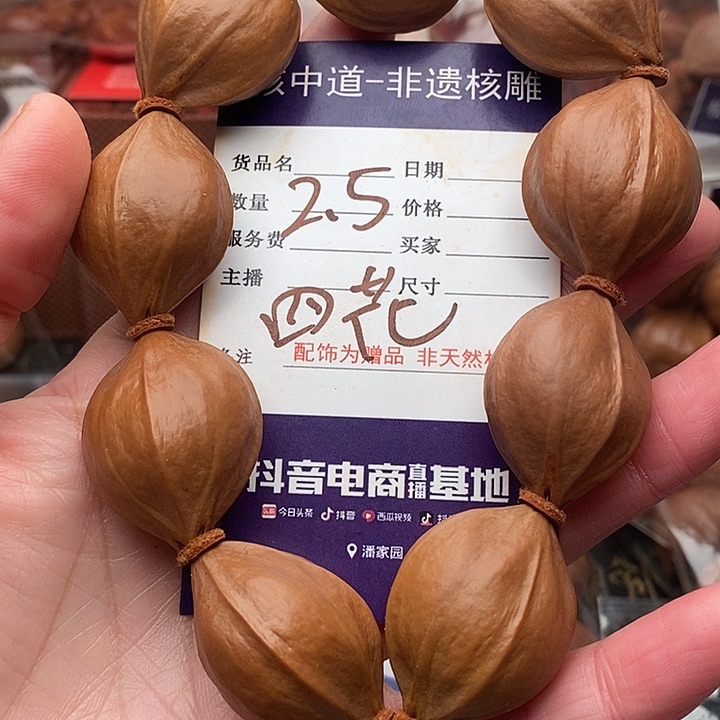 核中道-非遗核雕
货品名 日期
数量 2.5 价格
服务费 买家
主播 尺寸
四花
备注 配饰为赠品 非天然
抖音电商直播基地
今日头条 抖音 西瓜视频
潘家园